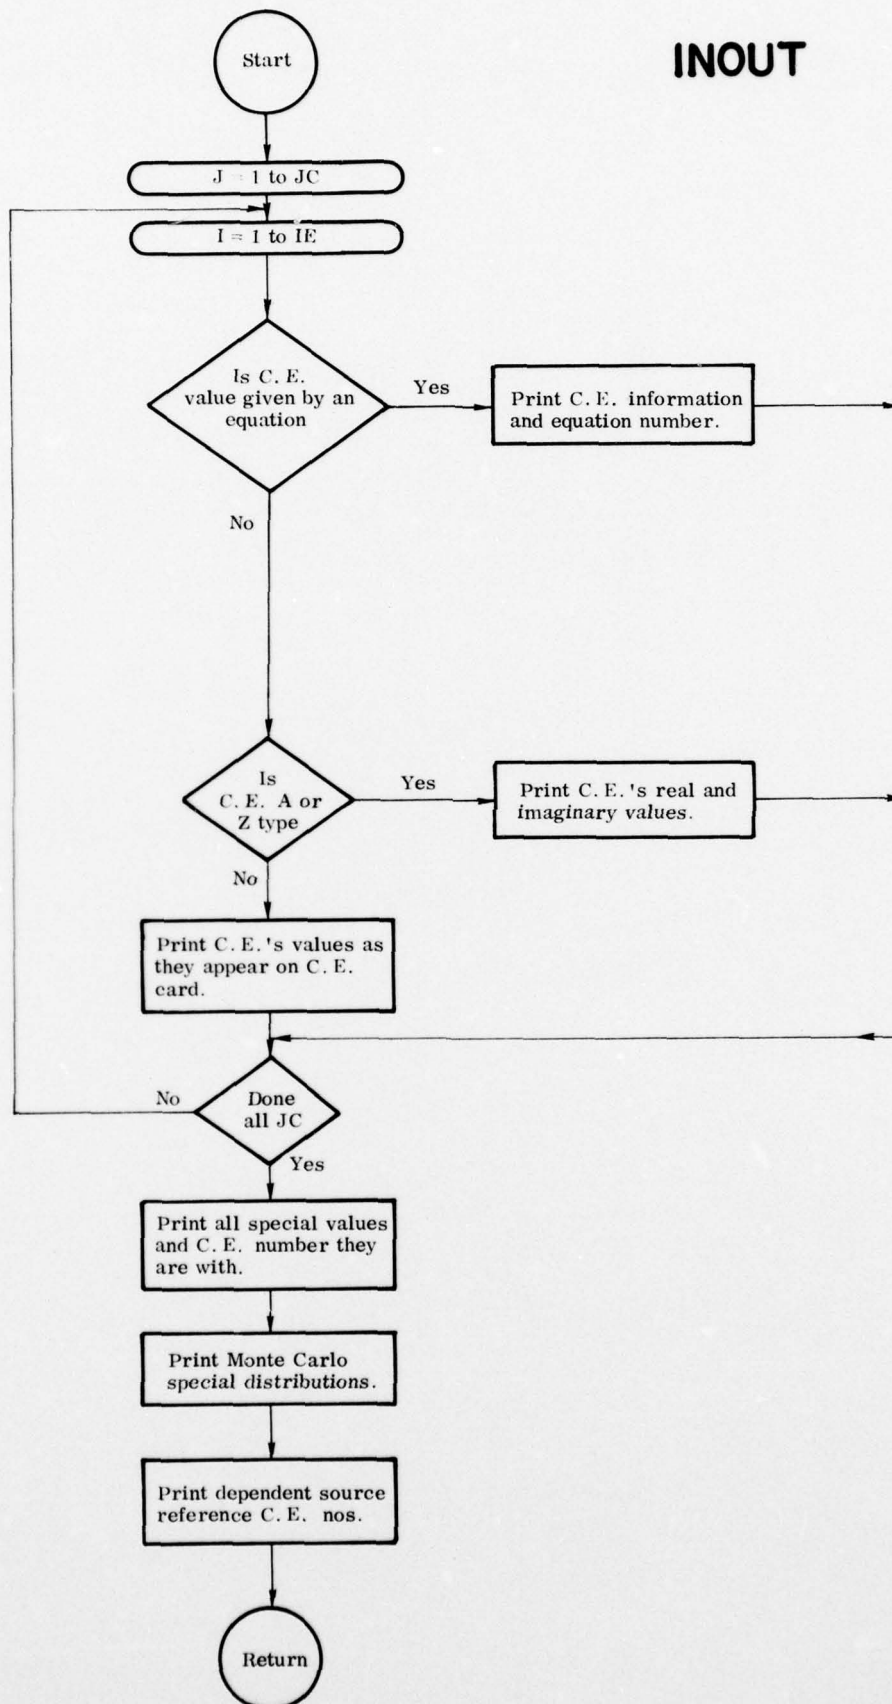 INOUT
Start
J = 1 to JC
I = 1 to IE
Is C. E.
value given by an
equation
Yes
Print C. E. information
and equation number.
No
Is
C. E. A or
Z type
Yes
Print C. E.'s real and
imaginary values.
No
Print C. E.'s values as
they appear on C. E.
card.
No
Done
all JC
Yes
Print all special values
and C. E. number they
are with.
Print Monte Carlo
special distributions.
Print dependent source
reference C. E. nos.
Return